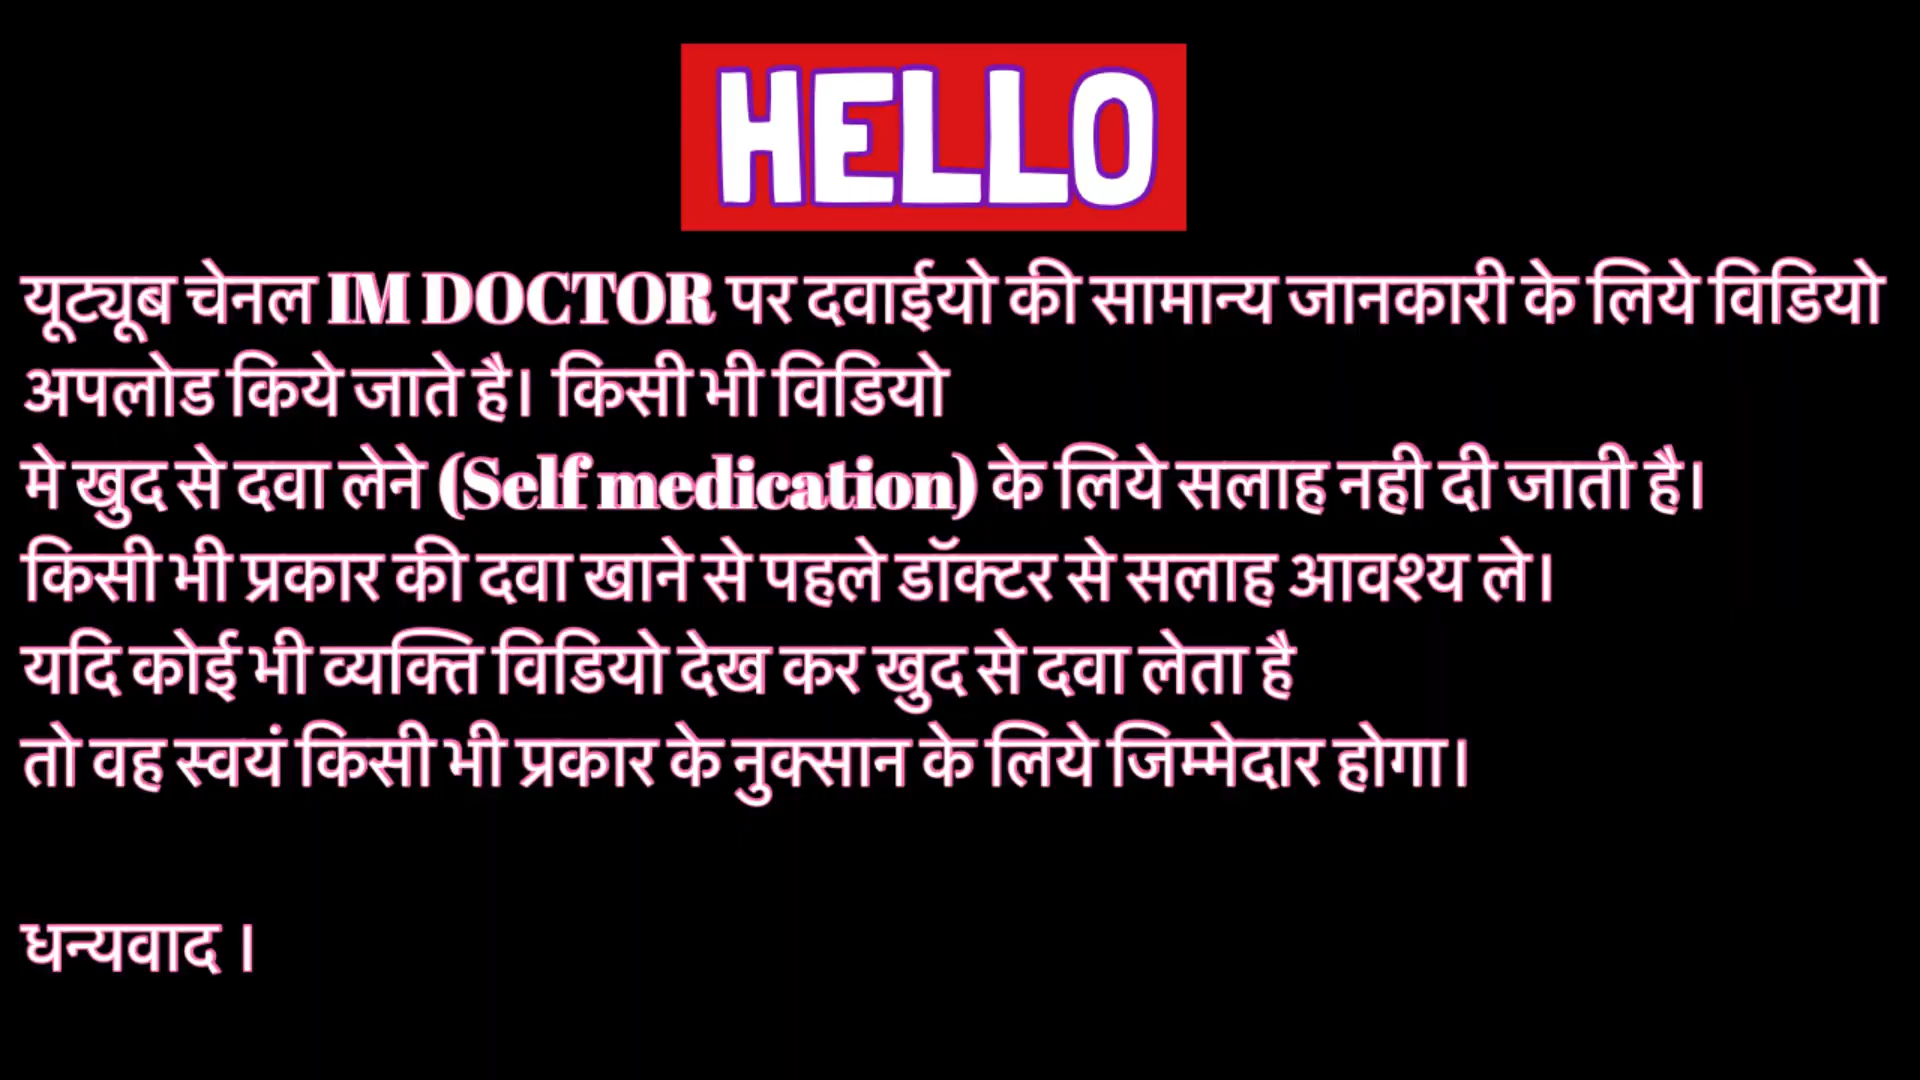 HELLO
यूट्यूब चेनल IM DOCTOR पर दवाईयो की सामान्य जानकारी के लिये विडियो
अपलोड किये जाते है। किसी भी विडियो
मे खुद से दवा लेने (Self medication) के लिये सलाह नही दी जाती है।
किसी भी प्रकार की दवा खाने से पहले डॉक्टर से सलाह आवश्य ले।
यदि कोई भी व्यक्ति विडियो देख कर खुद से दवा लेता है
तो वह स्वयं किसी भी प्रकार के नुक्सान के लिये जिम्मेदार होगा।
धन्यवाद ।